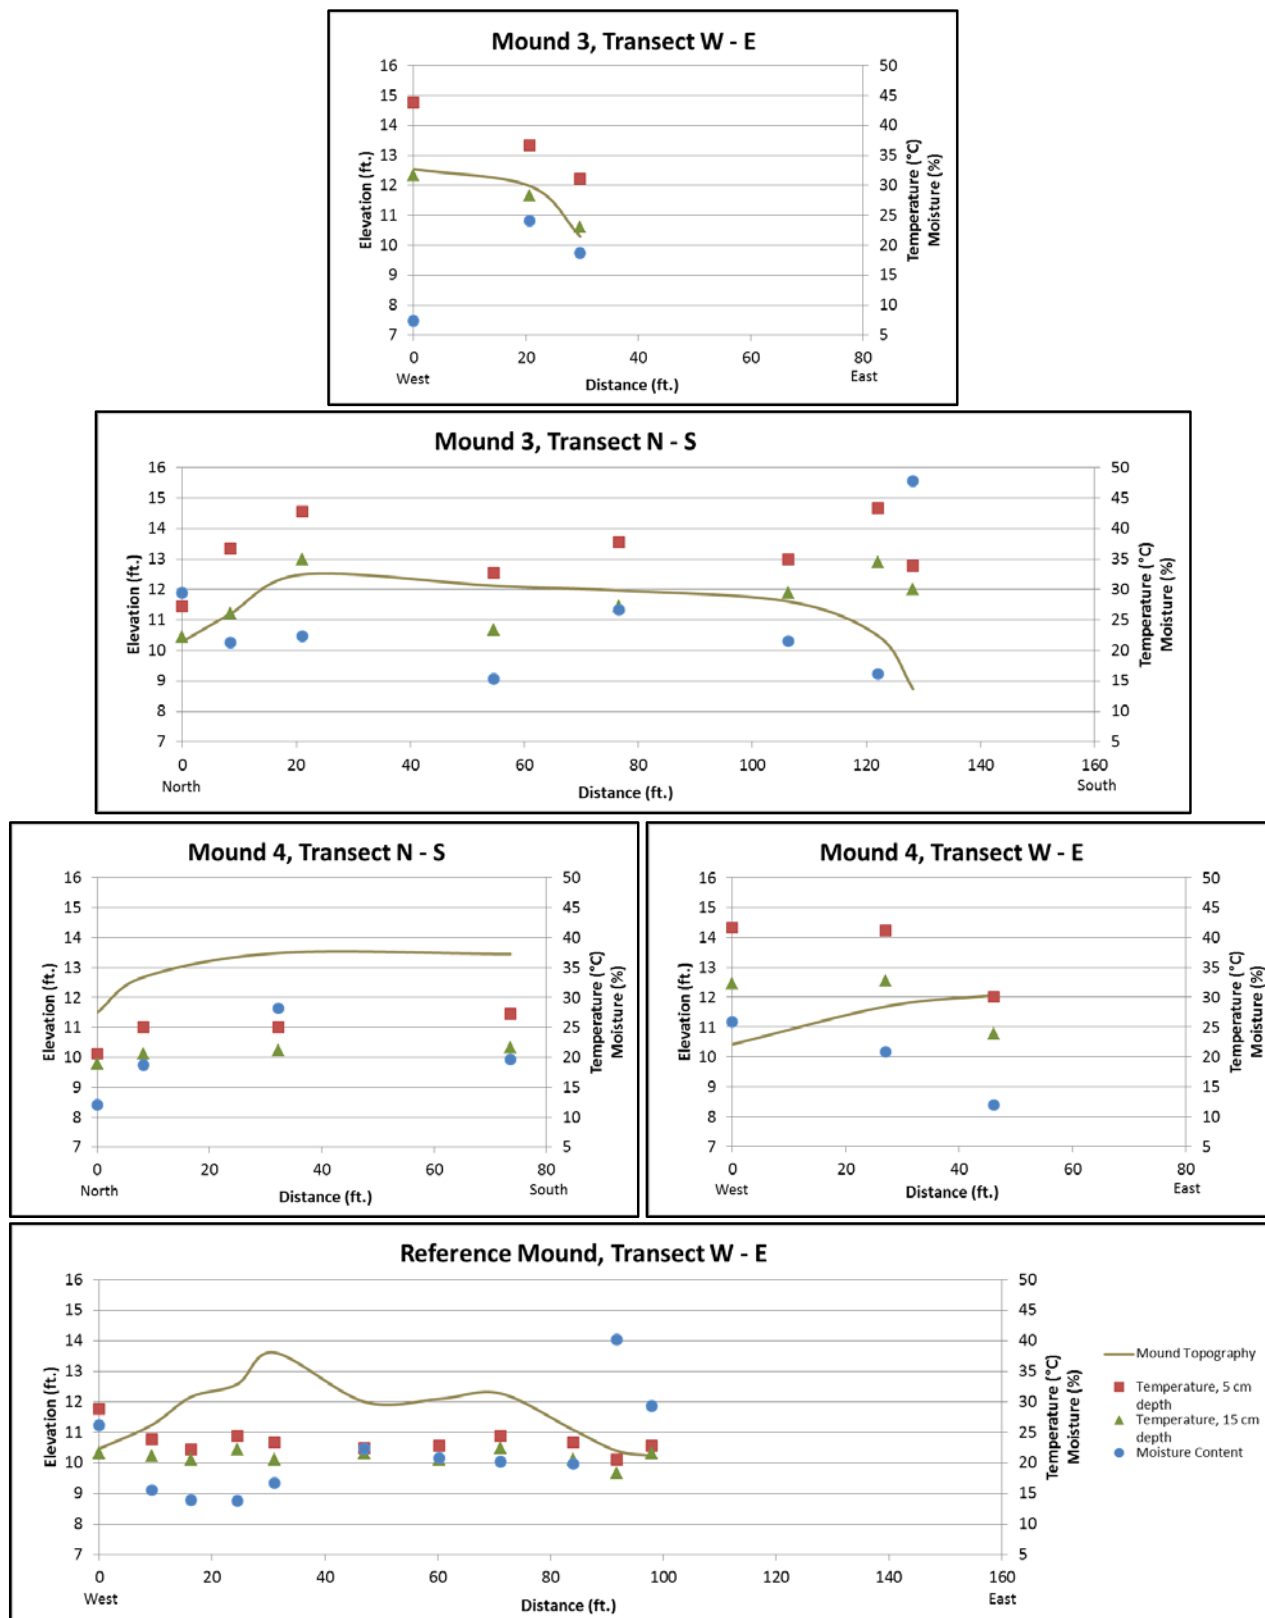 Mound 3, Transect W - E
16
15
14
13
12
11
10
9
8
7
Elevation (ft.)
50
45
40
35
30
25
20
15
10
5
Temperature (°C)
Moisture (%)
0 20 40 60 80
West East
Distance (ft.)
Mound 3, Transect N - S
16
15
14
13
12
11
10
9
8
7
Elevation (ft.)
50
45
40
35
30
25
20
15
10
5
Temperature (°C)
Moisture (%)
0 20 40 60 80 100 120 140 160
North South
Distance (ft.)
Mound 4, Transect N - S
16
15
14
13
12
11
10
9
8
7
Elevation (ft.)
50
45
40
35
30
25
20
15
10
5
Temperature (°C)
Moisture (%)
0 20 40 60 80
North South
Distance (ft.)
Mound 4, Transect W - E
16
15
14
13
12
11
10
9
8
7
Elevation (ft.)
50
45
40
35
30
25
20
15
10
5
Temperature (°C)
Moisture (%)
0 20 40 60 80
West East
Distance (ft.)
Reference Mound, Transect W - E
16
15
14
13
12
11
10
9
8
7
Elevation (ft.)
50
45
40
35
30
25
20
15
10
5
Temperature (°C)
Moisture (%)
0 20 40 60 80 100 120 140 160
West East
Distance (ft.)
Mound Topography
Temperature, 5 cm
depth
Temperature, 15 cm
depth
Moisture Content